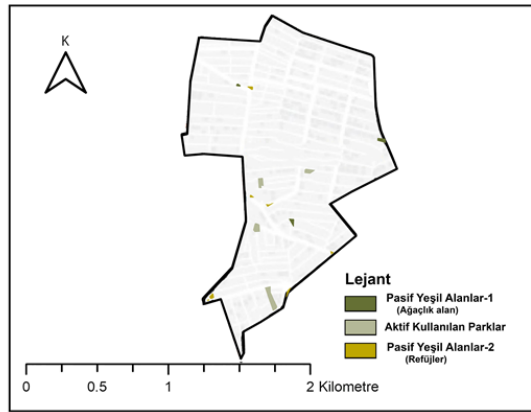 K
Lejant
Pasif Yeşil Alanlar-1
(Ağaçlık alan)
Aktif Kullanılan Parklar
Pasif Yeşil Alanlar-2
(Refüjler)
0 0.5 1 2 Kilometre